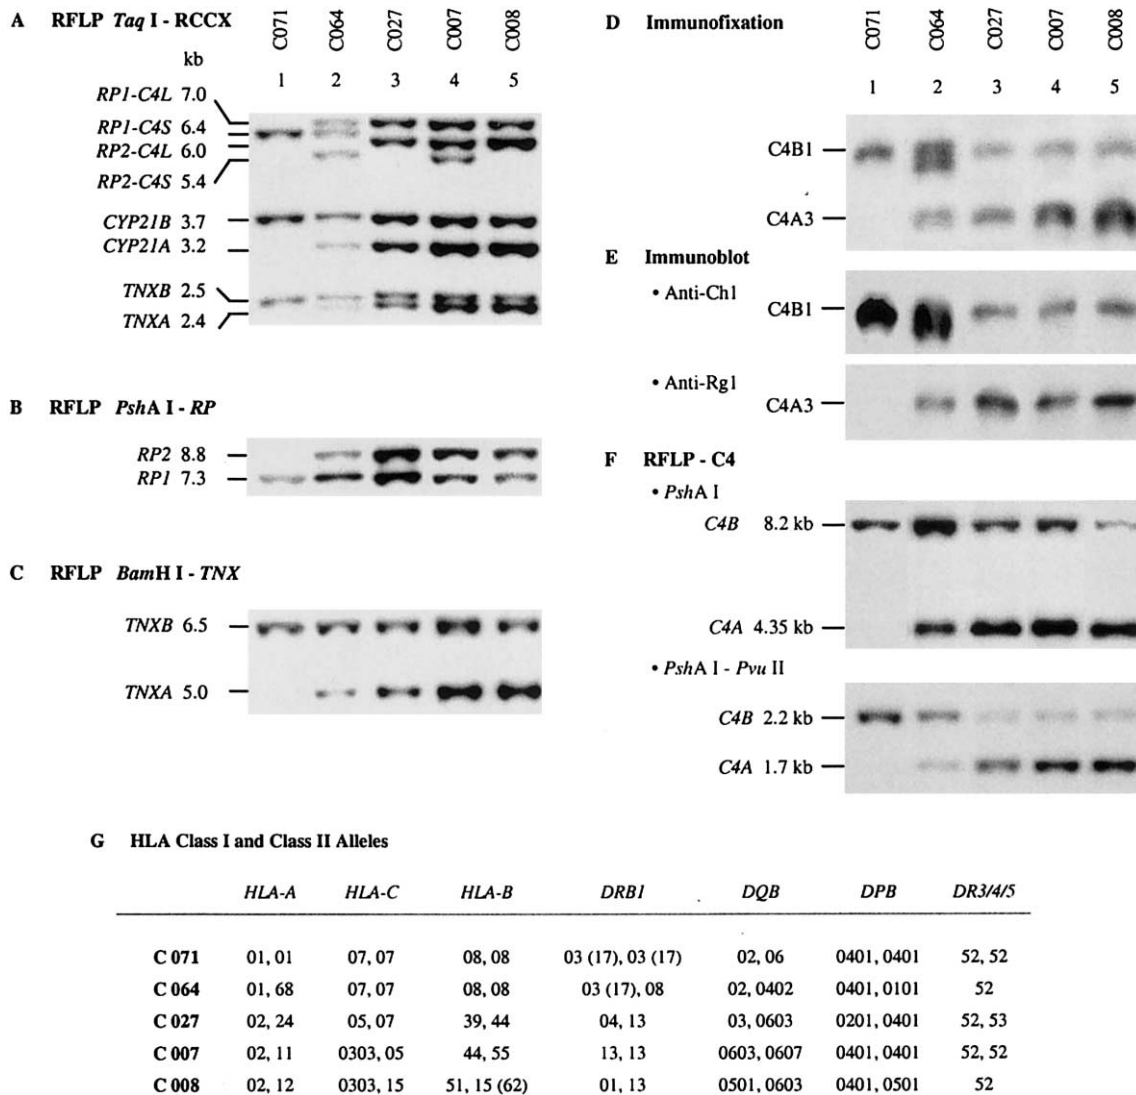 A RFLP Taq I - RCCX
C071 C064 C027 C007 C008
kb
1 2 3 4 5
RP1-C4L 7.0
RP1-C4S 6.4
RP2-C4L 6.0
RP2-C4S 5.4
CYP21B 3.7
CYP21A 3.2
TNXB 2.5
TNXA 2.4
B RFLP PshA I - RP
RP2 8.8
RP1 7.3
C RFLP BamH I - TNX
TNXB 6.5
TNXA 5.0
D Immunofixation
C071 C064 C027 C007 C008
1 2 3 4 5
C4B1
C4A3
E Immunoblot
• Anti-Ch1
C4B1
• Anti-Rg1
C4A3
F RFLP - C4
• PshA I
C4B 8.2 kb
C4A 4.35 kb
• PshA I - Pvu II
C4B 2.2 kb
C4A 1.7 kb
G HLA Class I and Class II Alleles
HLA-A HLA-C HLA-B DRB1 DQB DPB DR3/4/5
C 071 01, 01 07, 07 08, 08 03 (17), 03 (17) 02, 06 0401, 0401 52, 52
C 064 01, 68 07, 07 08, 08 03 (17), 08 02, 0402 0401, 0101 52
C 027 02, 24 05, 07 39, 44 04, 13 03, 0603 0201, 0401 52, 53
C 007 02, 11 0303, 05 44, 55 13, 13 0603, 0607 0401, 0401 52, 52
C 008 02, 12 0303, 15 51, 15 (62) 01, 13 0501, 0603 0401, 0501 52